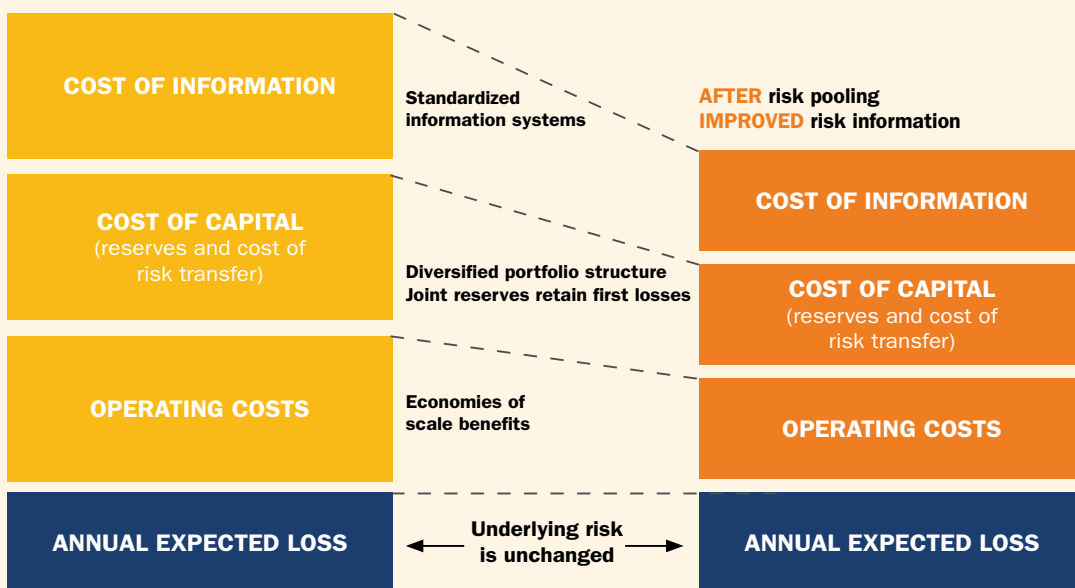 COST OF INFORMATION
COST OF CAPITAL
(reserves and cost of
risk transfer)
OPERATING COSTS
ANNUAL EXPECTED LOSS
Standardized
information systems
Diversified portfolio structure
Joint reserves retain first losses
Economies of
scale benefits
Underlying risk
is unchanged
AFTER risk pooling
IMPROVED risk information
COST OF INFORMATION
COST OF CAPITAL
(reserves and cost of
risk transfer)
OPERATING COSTS
ANNUAL EXPECTED LOSS